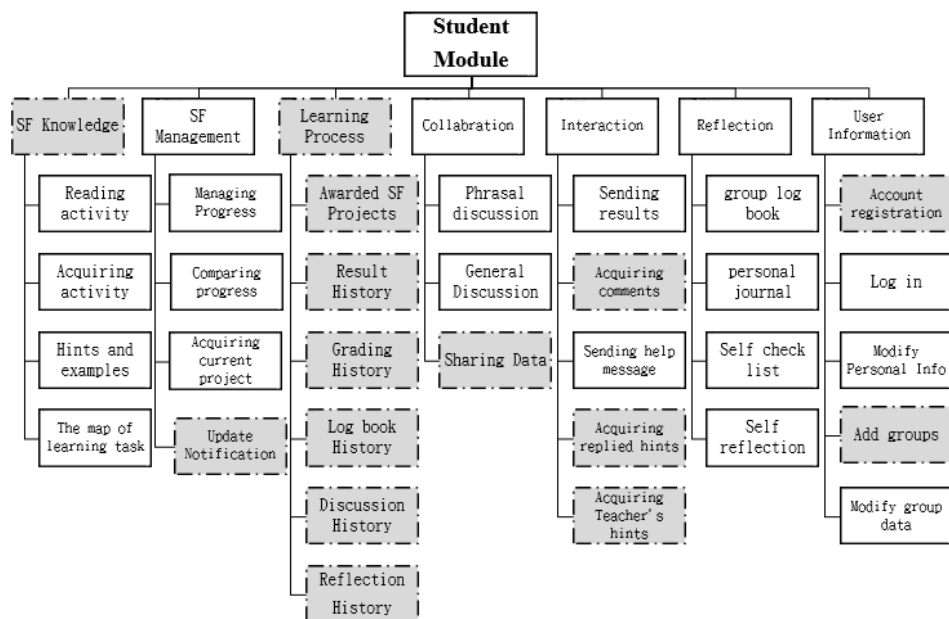 Student
Module
SF Knowledge
SF
Management
Learning
Process
Collabration
Interaction
Reflection
User
Information
Reading
activity
Acquiring
activity
Hints and
examples
The map of
learning task
Managing
Progress
Comparing
progress
Acquiring
current
project
Update
Notification
Awarded SF
Projects
Result
History
Grading
History
Log book
History
Discussion
History
Reflection
History
Phrasal
discussion
General
Discussion
Sharing Data
Sending
results
Acquiring
comments
Sending help
message
Acquiring
replied hints
Acquiring
Teacher's
hints
group log
book
personal
journal
Self check
list
Self
reflection
Account
registration
Log in
Modify
Personal Info
Add groups
Modify group
data